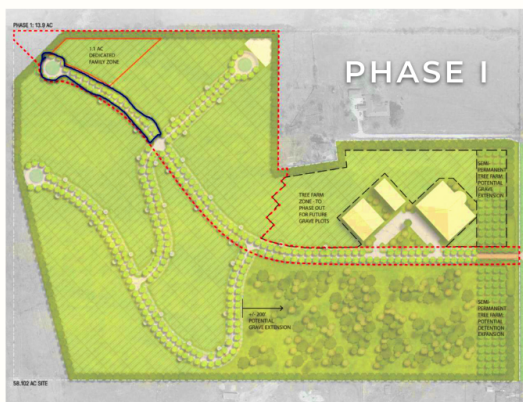 PHASE 1: 13.9 AC
1.1 AC
DEDICATED
FAMILY ZONE
PHASE I
TREE FARM
ZONE - TO
PHASE OUT
FOR FUTURE
GRAVE PLOTS
SEMI-
PERMANENT
TREE FARM/
POTENTIAL
GRAVE
EXTENSION
+/-200'
POTENTIAL
GRAVE EXTENSION
SEMI-
PERMANENT
TREE FARM/
POTENTIAL
DETENTION
EXPANSION
58.102 AC SITE